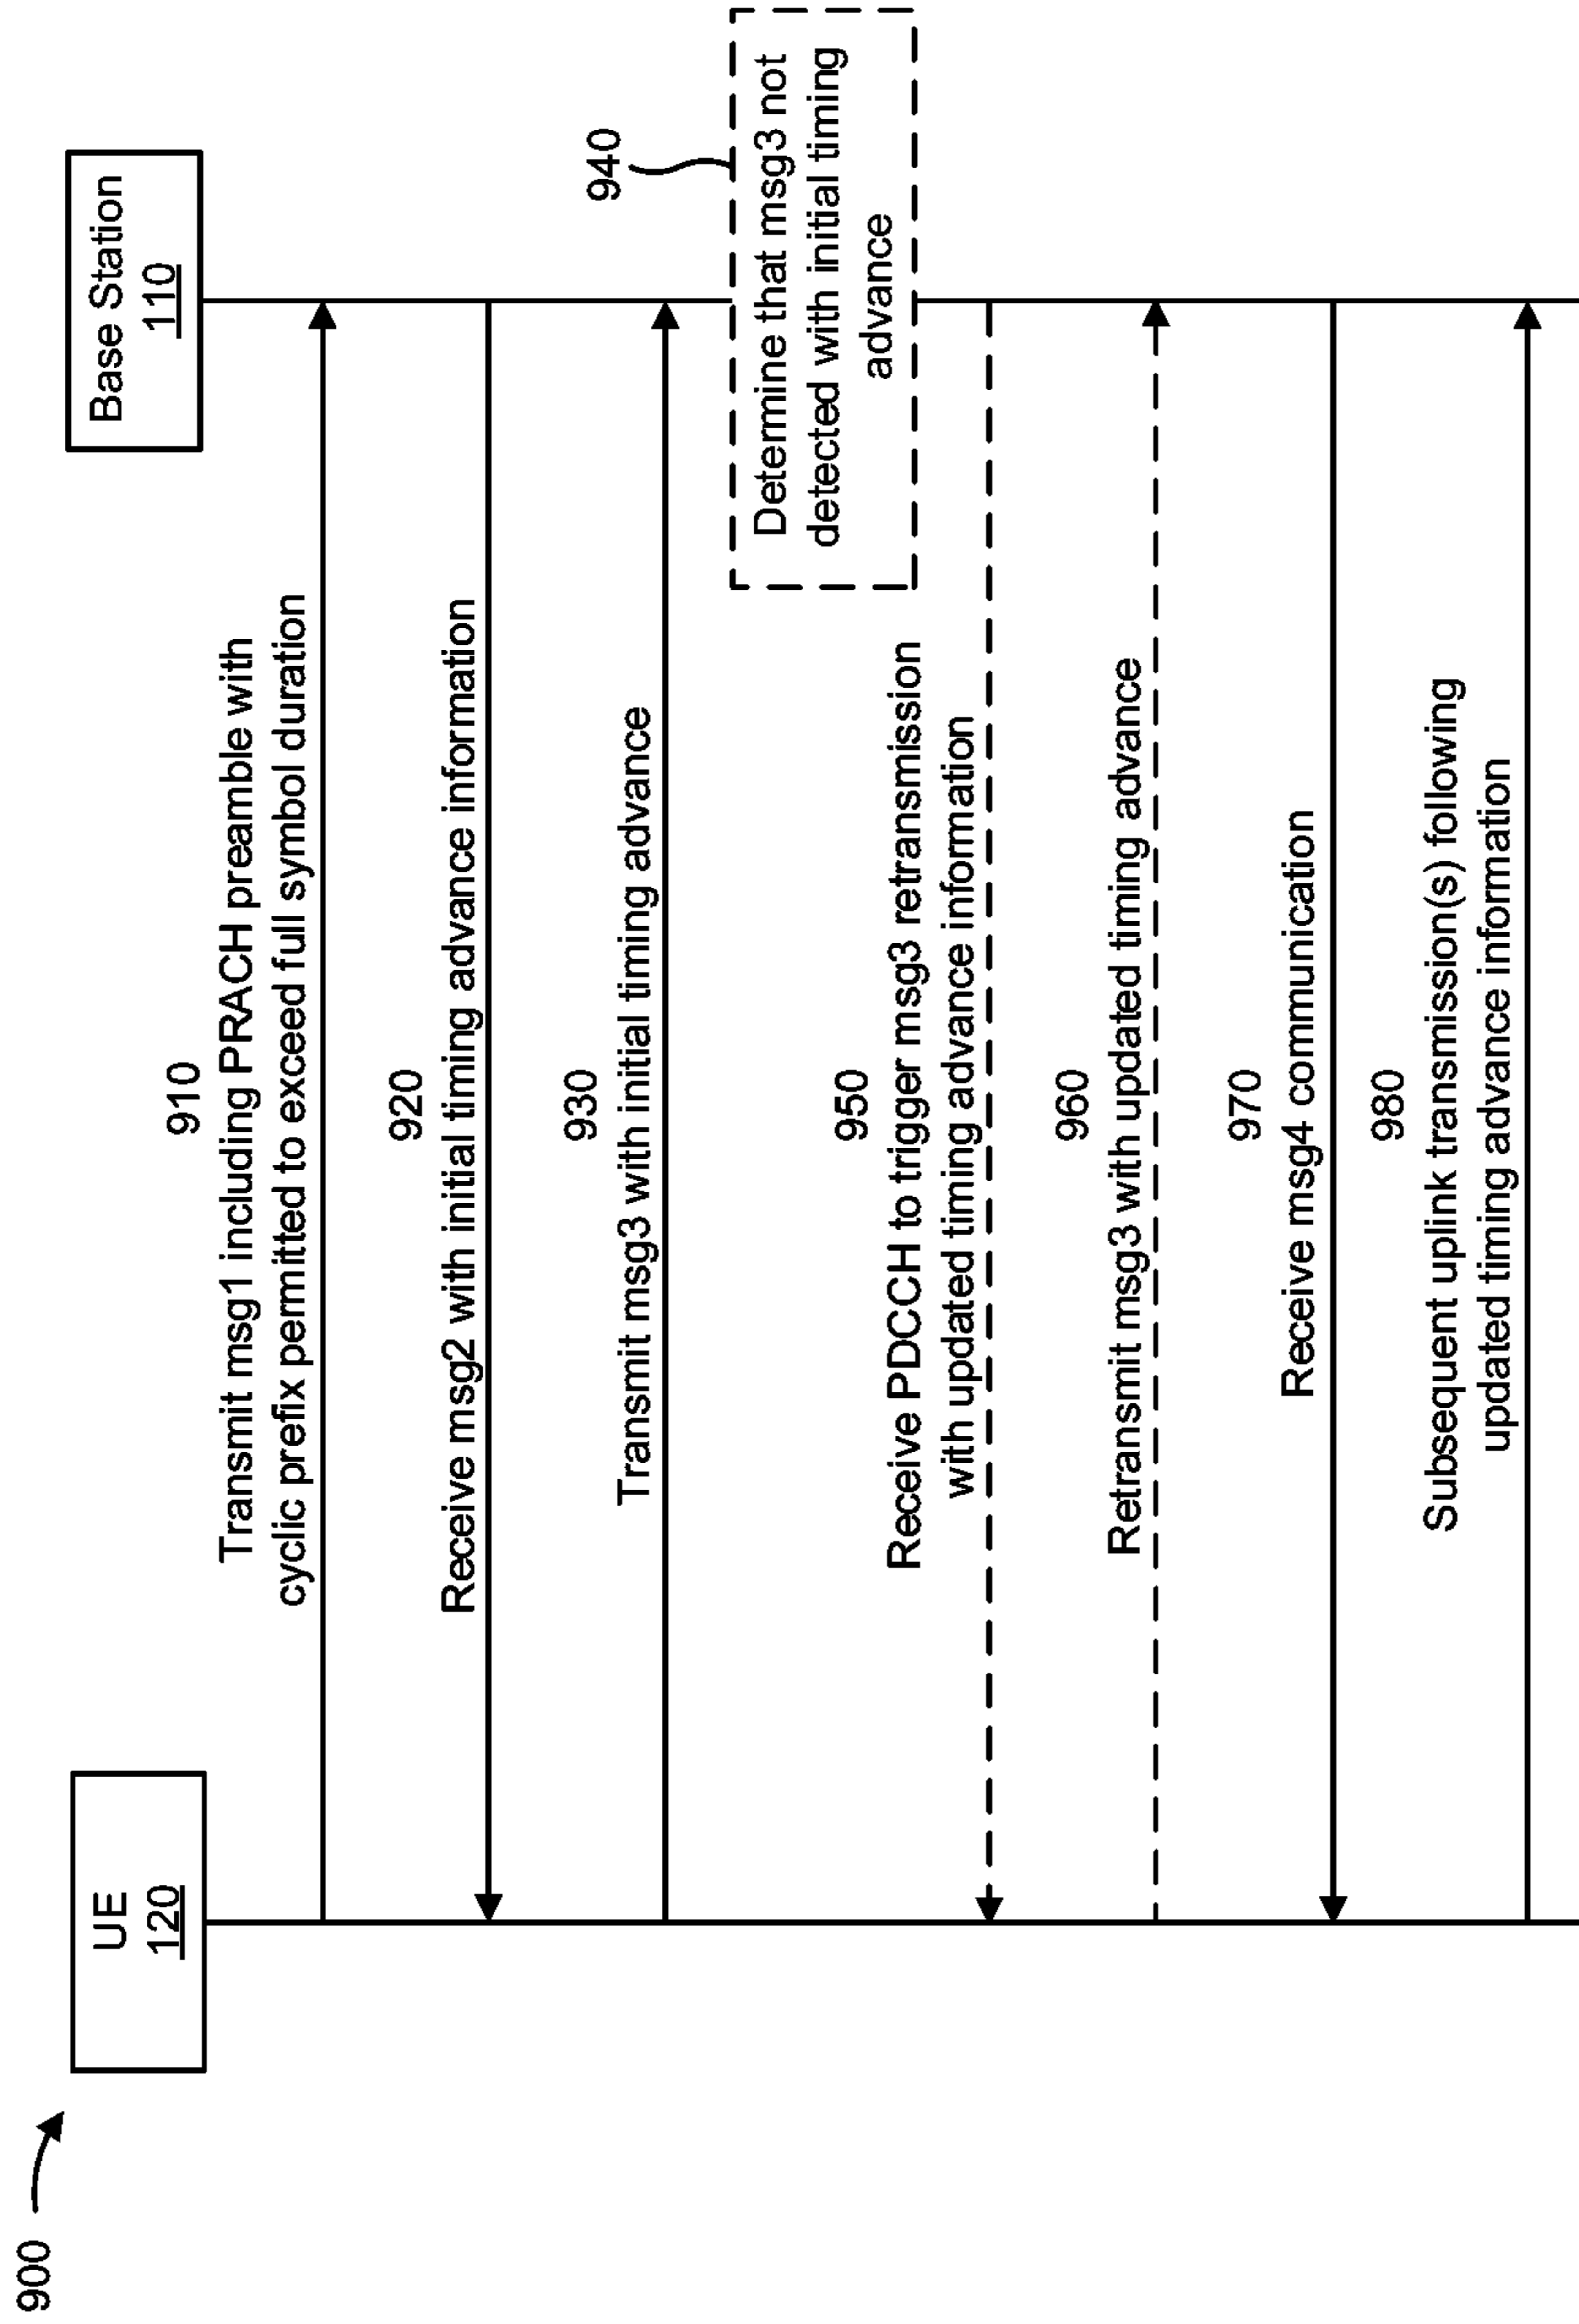 900
UE
120
Base Station
110
910
Transmit msg1 including PRACH preamble with
cyclic prefix permitted to exceed full symbol duration
920
Receive msg2 with initial timing advance information
930
Transmit msg3 with initial timing advance
940
Determine that msg3 not
detected with initial timing
advance
950
Receive PDCCH to trigger msg3 retransmission
with updated timing advance information
960
Retransmit msg3 with updated timing advance
970
Receive msg4 communication
980
Subsequent uplink transmission(s) following
updated timing advance information